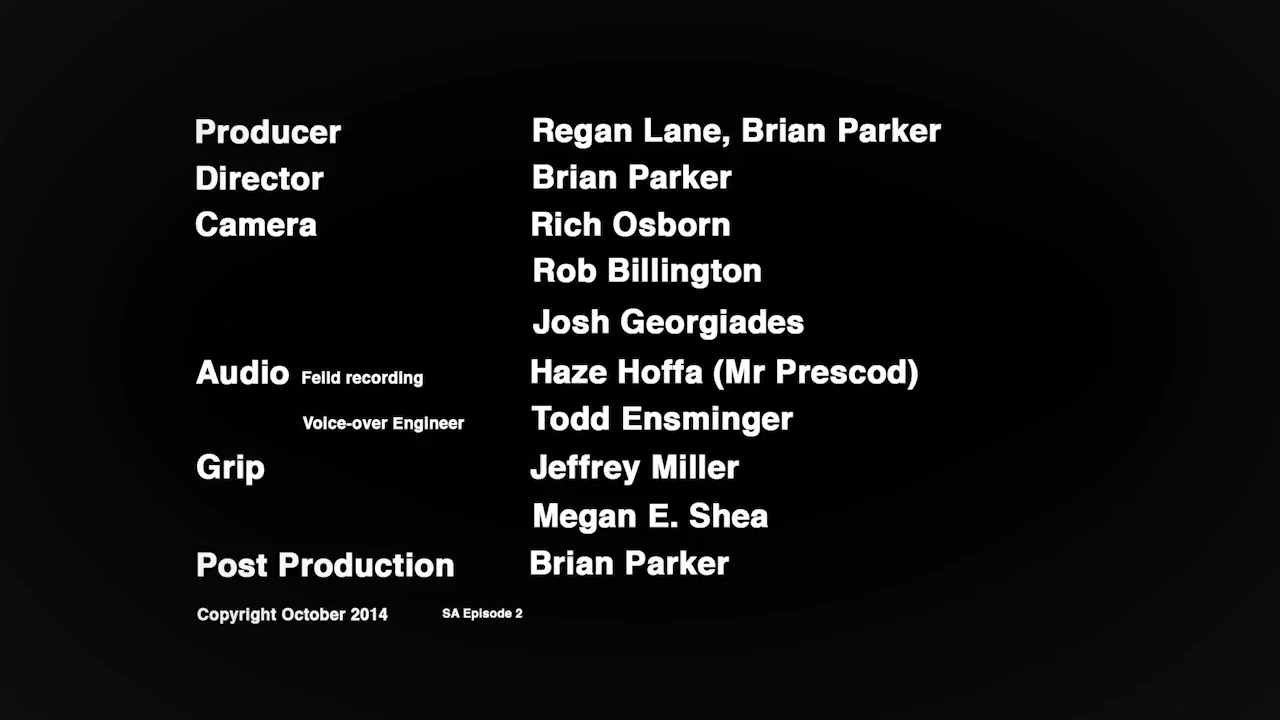 Producer Regan Lane, Brian Parker
Director Brian Parker
Camera Rich Osborn
Rob Billington
Josh Georgiades
Audio Feild recording Haze Hoffa (Mr Prescod)
Voice-over Engineer Todd Ensminger
Grip Jeffrey Miller
Megan E. Shea
Post Production Brian Parker
Copyright October 2014 SA Episode 2